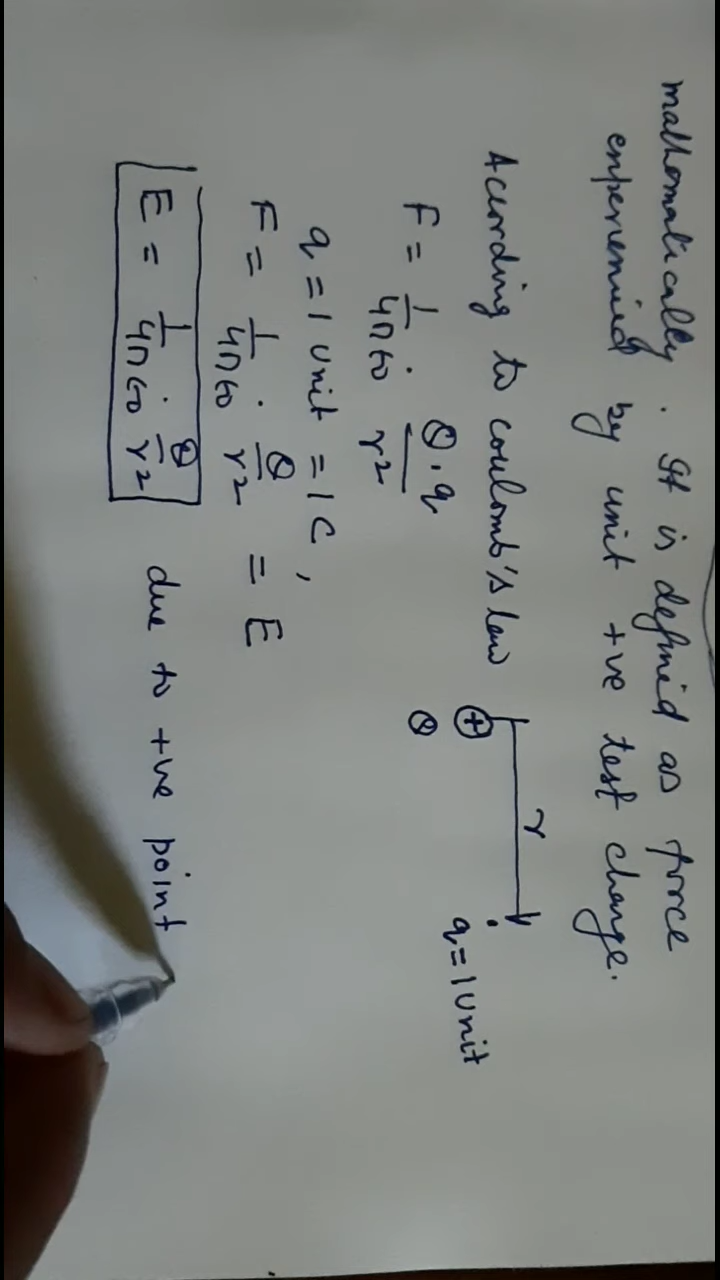 mathematically. It is defined as force
experienced by unit +ve test charge.
According to coulomb's law
F = 1/4πε0 · Q.q/r2
+
Q
r
q = 1 unit
q = 1 unit = 1 C,
F = 1/4πε0 · Q/r2 = E
E = 1/4πε0 · Q/r2 due to +ve point